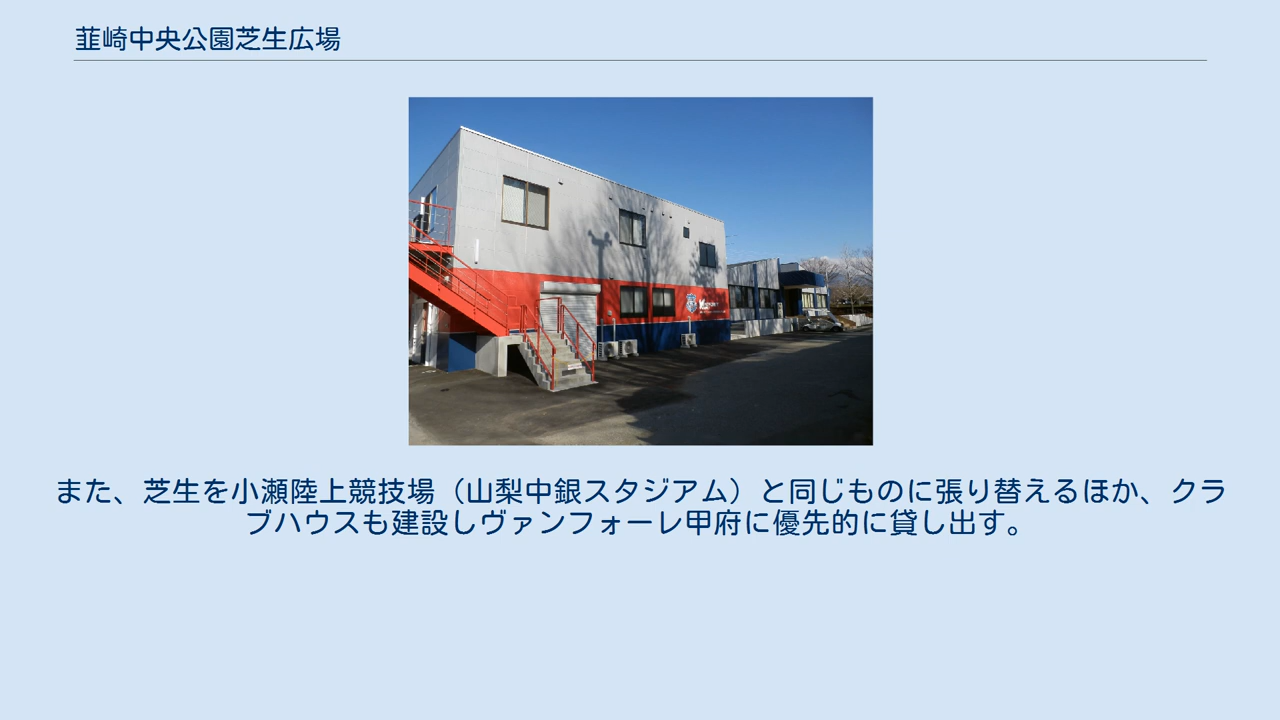 韮崎中央公園芝生広場
また、芝生を小瀬陸上競技場（山梨中銀スタジアム）と同じものに張り替えるほか、クラ
ブハウスも建設しヴァンフォーレ甲府に優先的に貸し出す。